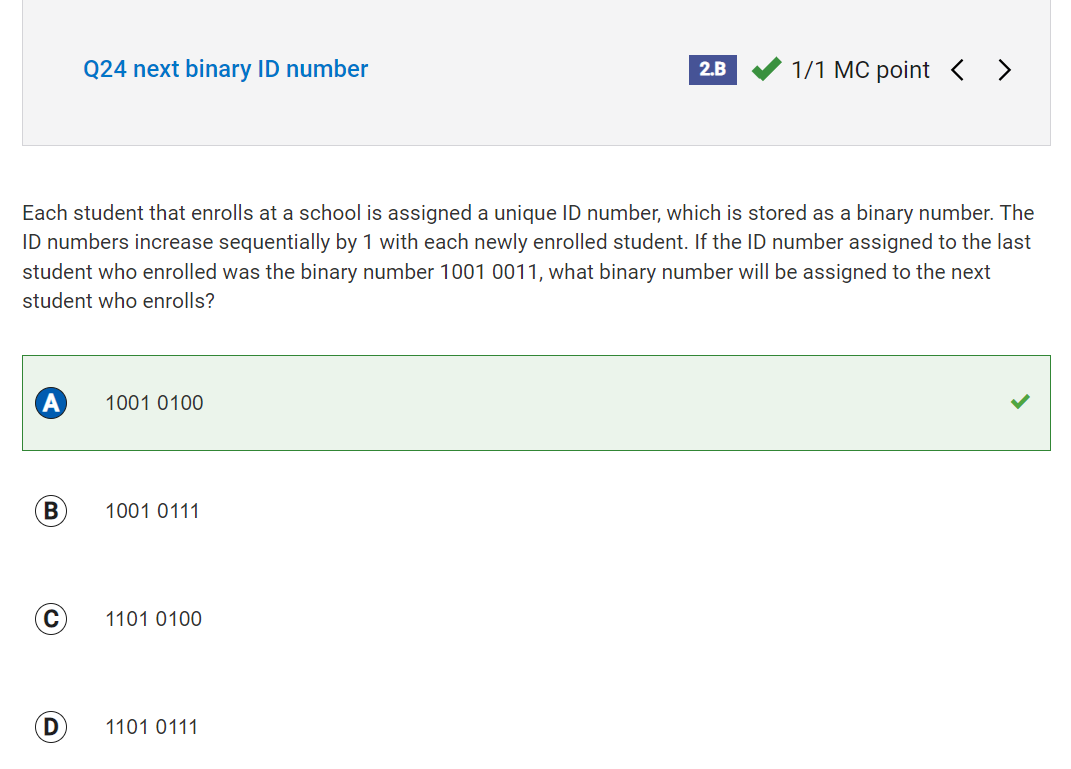 Q24 next binary ID number
2.B 1/1 MC point
Each student that enrolls at a school is assigned a unique ID number, which is stored as a binary number. The
ID numbers increase sequentially by 1 with each newly enrolled student. If the ID number assigned to the last
student who enrolled was the binary number 1001 0011, what binary number will be assigned to the next
student who enrolls?
A 1001 0100
B 1001 0111
C 1101 0100
D 1101 0111